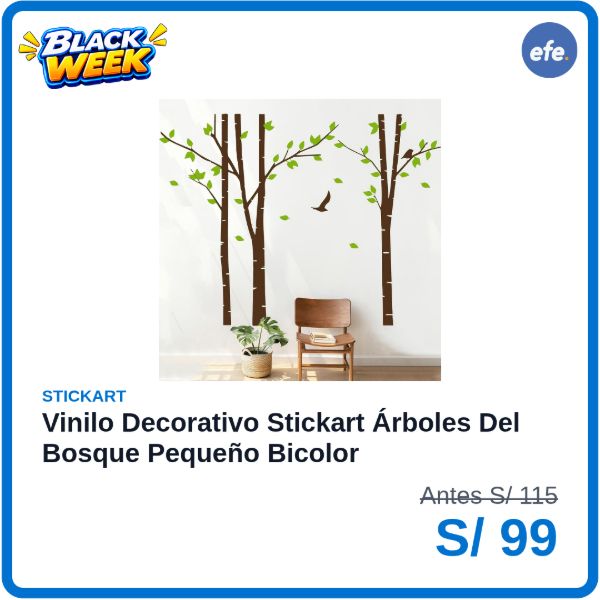 BLACK
WEEK
efe.
STICKART
Vinilo Decorativo Stickart Árboles Del
Bosque Pequeño Bicolor
Antes S/ 115
S/ 99